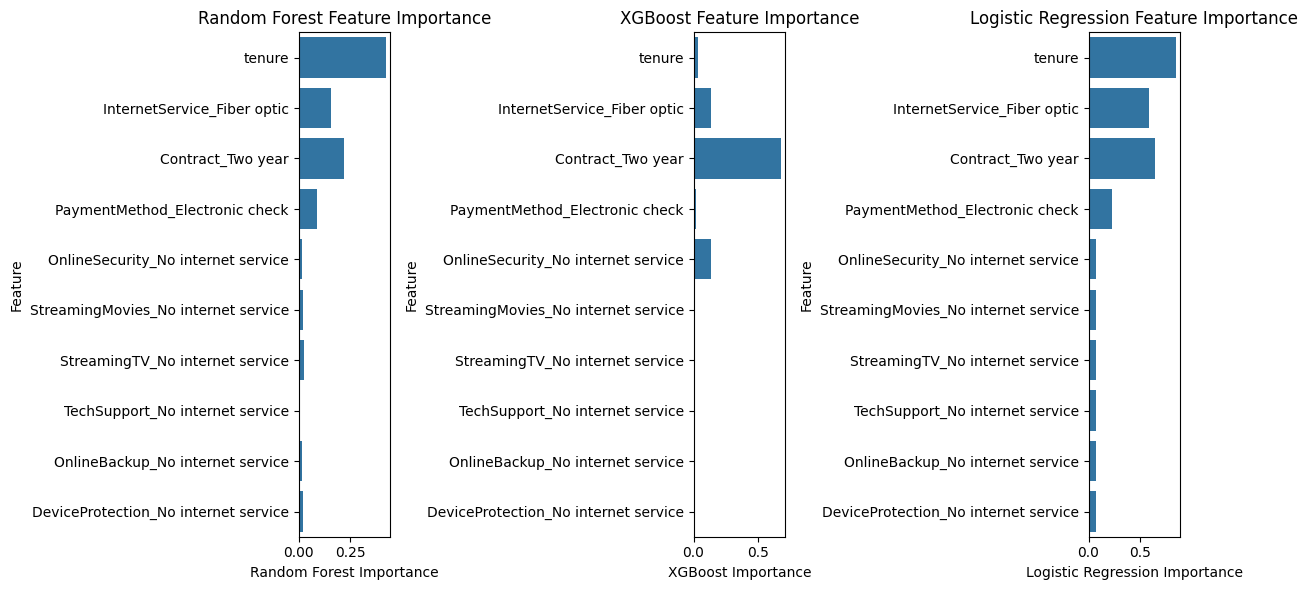 Random Forest Feature Importance
tenure
InternetService_Fiber optic
Contract_Two year
PaymentMethod_Electronic check
OnlineSecurity_No internet service
StreamingMovies_No internet service
StreamingTV_No internet service
TechSupport_No internet service
OnlineBackup_No internet service
DeviceProtection_No internet service
Feature
0.00 0.25
Random Forest Importance
XGBoost Feature Importance
tenure
InternetService_Fiber optic
Contract_Two year
PaymentMethod_Electronic check
OnlineSecurity_No internet service
StreamingMovies_No internet service
StreamingTV_No internet service
TechSupport_No internet service
OnlineBackup_No internet service
DeviceProtection_No internet service
Feature
0.0 0.5
XGBoost Importance
Logistic Regression Feature Importance
tenure
InternetService_Fiber optic
Contract_Two year
PaymentMethod_Electronic check
OnlineSecurity_No internet service
StreamingMovies_No internet service
StreamingTV_No internet service
TechSupport_No internet service
OnlineBackup_No internet service
DeviceProtection_No internet service
Feature
0.0 0.5
Logistic Regression Importance